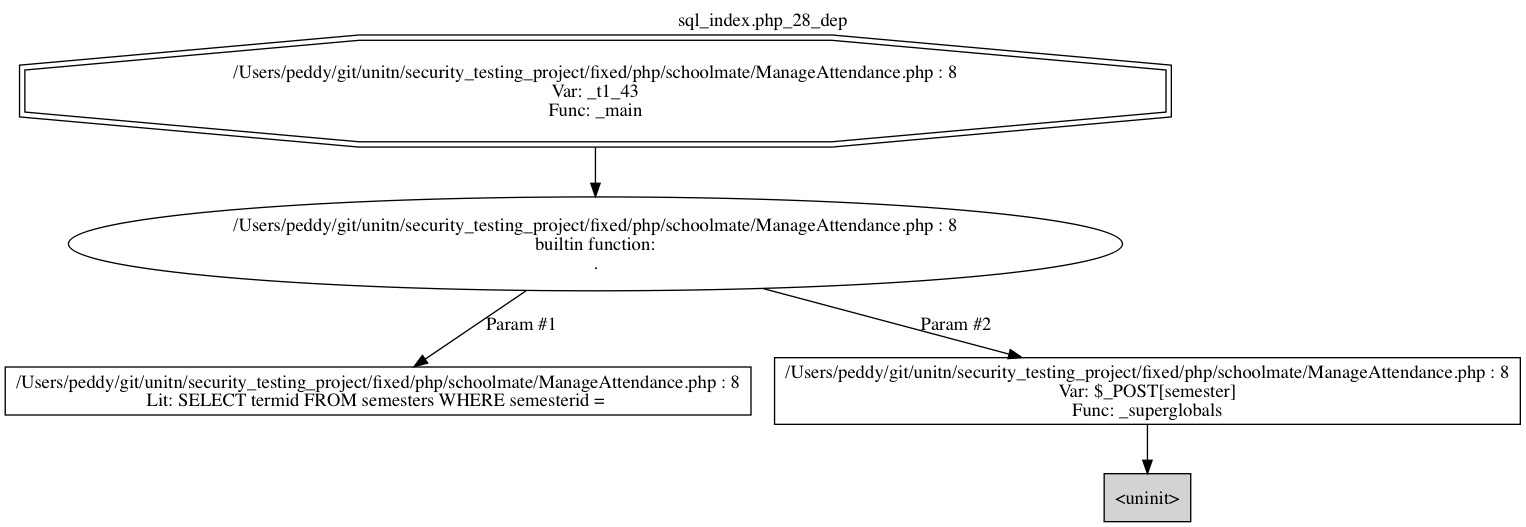 sql_index.php_28_dep
/Users/peddy/git/unitn/security_testing_project/fixed/php/schoolmate/ManageAttendance.php : 8
Var: _t1_43
Func: _main
/Users/peddy/git/unitn/security_testing_project/fixed/php/schoolmate/ManageAttendance.php : 8
builtin function:
.
Param #1
Param #2
/Users/peddy/git/unitn/security_testing_project/fixed/php/schoolmate/ManageAttendance.php : 8
Lit: SELECT termid FROM semesters WHERE semesterid =
/Users/peddy/git/unitn/security_testing_project/fixed/php/schoolmate/ManageAttendance.php : 8
Var: $_POST[semester]
Func: _superglobals
<uninit>